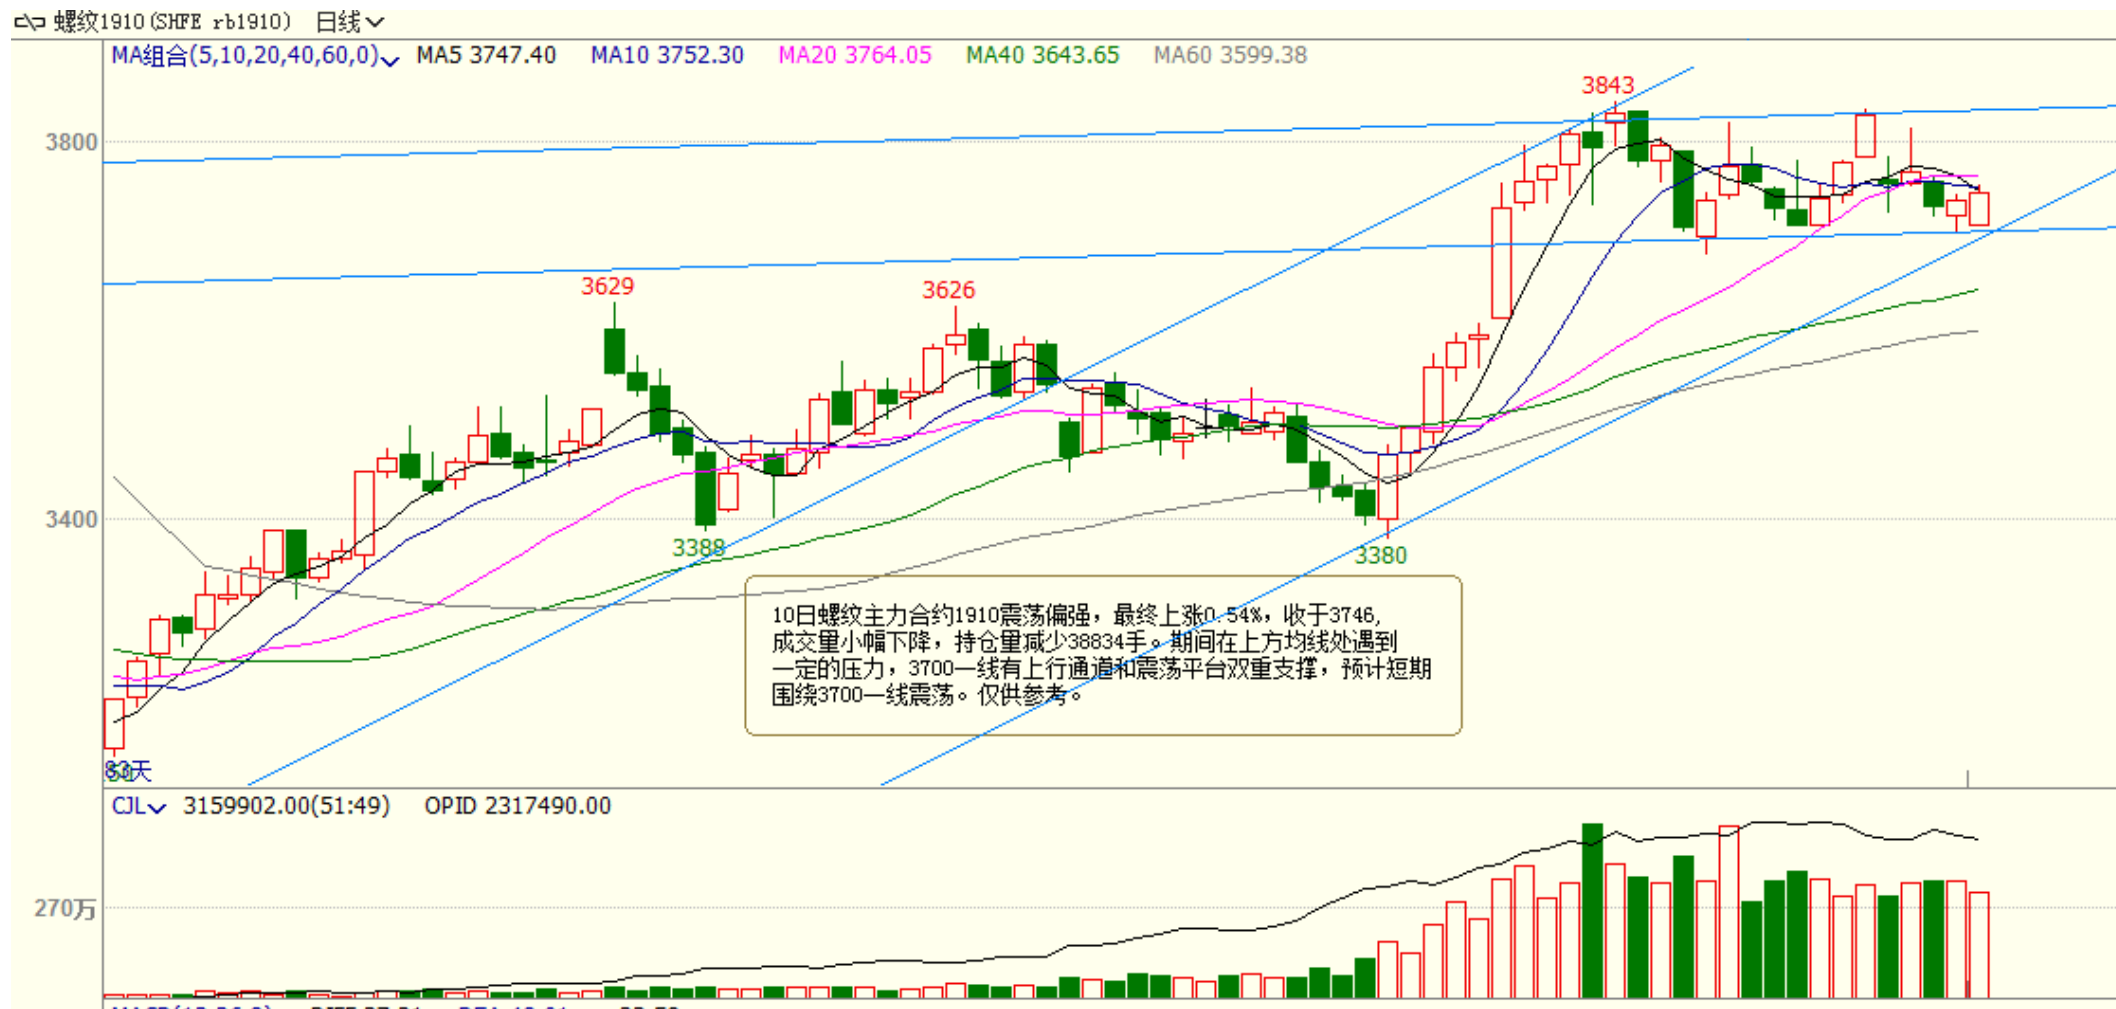 螺纹1910(SHFE rb1910) 日线
MA组合(5,10,20,40,60,0) MA5 3747.40 MA10 3752.30 MA20 3764.05 MA40 3643.65 MA60 3599.38
3843
3800
3629
3626
3400
3388
3380
10日螺纹主力合约1910震荡偏强，最终上涨0.54%，收于3746,
成交量小幅下降，持仓量减少38834手。期间在上方均线处遇到
一定的压力，3700一线有上行通道和震荡平台双重支撑，预计短期
围绕3700一线震荡。仅供参考。
83天
CJL 3159902.00(51:49) OPID 2317490.00
270万